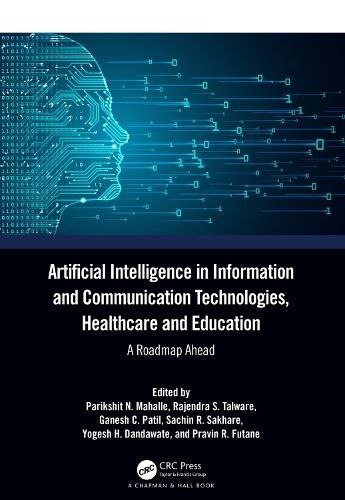 Artificial Intelligence in Information
and Communication Technologies,
Healthcare and Education
A Roadmap Ahead
Edited by
Parikshit N. Mahalle, Rajendra S. Talware,
Ganesh C. Patil, Sachin R. Sakhare,
Yogesh H. Dandawate, and Pravin R. Futane
CRC
CRC Press
Taylor & Francis Group
A CHAPMAN & HALL BOOK